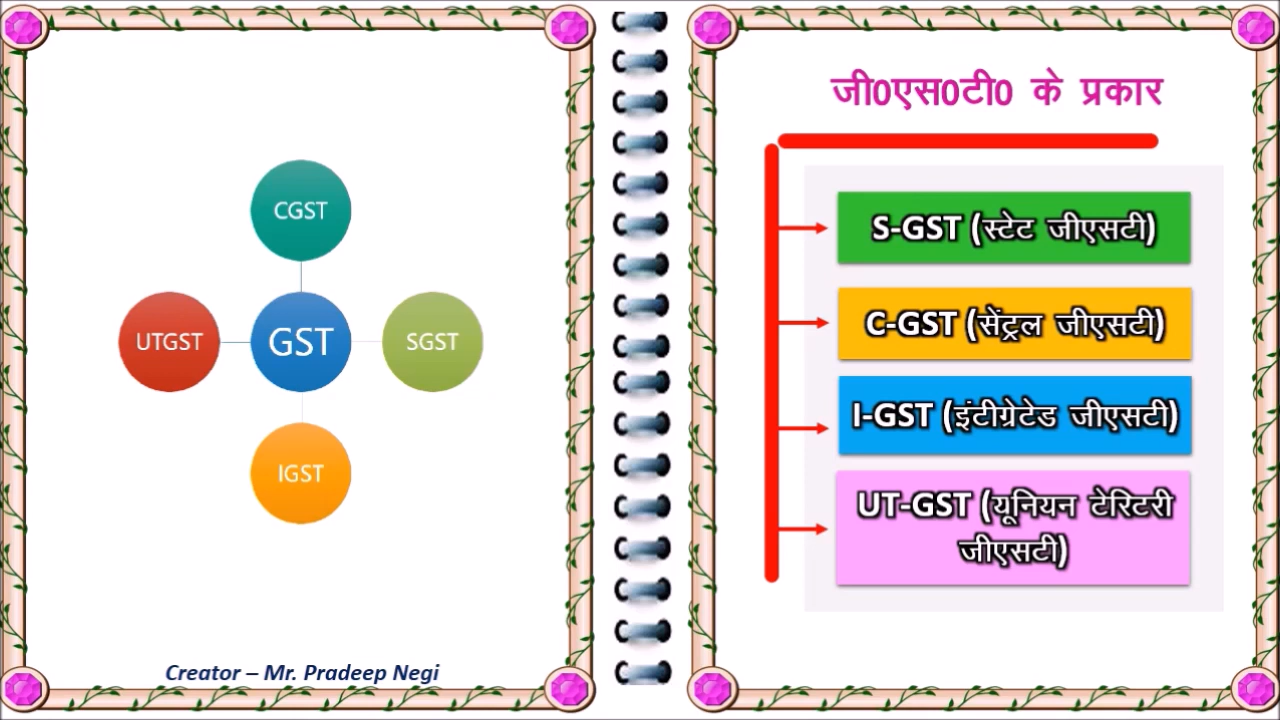 CGST
UTGST
GST
SGST
IGST
Creator – Mr. Pradeep Negi
जी0एस0टी0 के प्रकार
S-GST (स्टेट जीएसटी)
C-GST (सेंट्रल जीएसटी)
I-GST (इंटीग्रेटेड जीएसटी)
UT-GST (यूनियन टेरिटरी
जीएसटी)